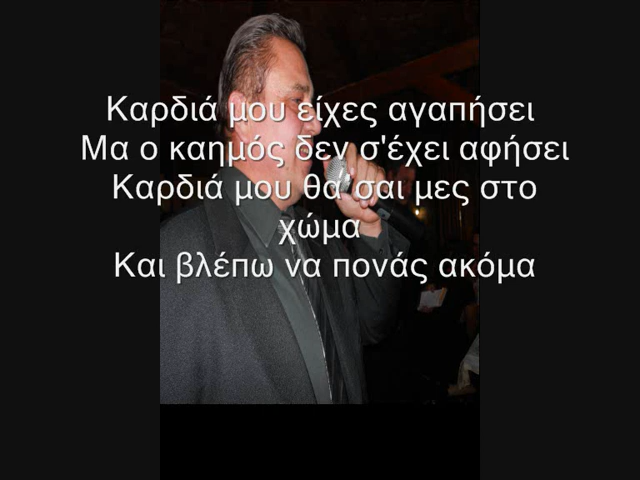 Καρδιά μου είχες αγαπήσει
Μα ο καημός δεν σ'έχει αφήσει
Καρδιά μου θά σαι μες στο
χώμα
Και βλέπω να πονάς ακόμα